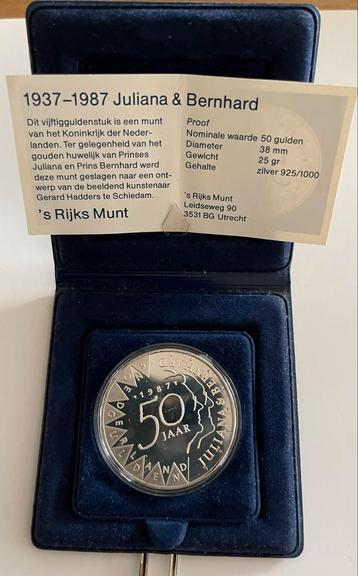 1937–1987 Juliana & Bernhard
Dit vijftigguldenstuk is een munt
van het Koninkrijk der Neder-
landen. Ter gelegenheid van het
gouden huwelijk van Prinses
Juliana en Prins Bernhard werd
deze munt geslagen naar een ont-
werp van de beeldend kunstenaar
Gerard Hadders te Schiedam.
's Rijks Munt
Proof
Nominale waarde 50 gulden
Diameter 38 mm
Gewicht 25 gr
Gehalte zilver 925/1000
's Rijks Munt
Leidseweg 90
3531 BG Utrecht
1987
50
JAAR
NEDERLAND